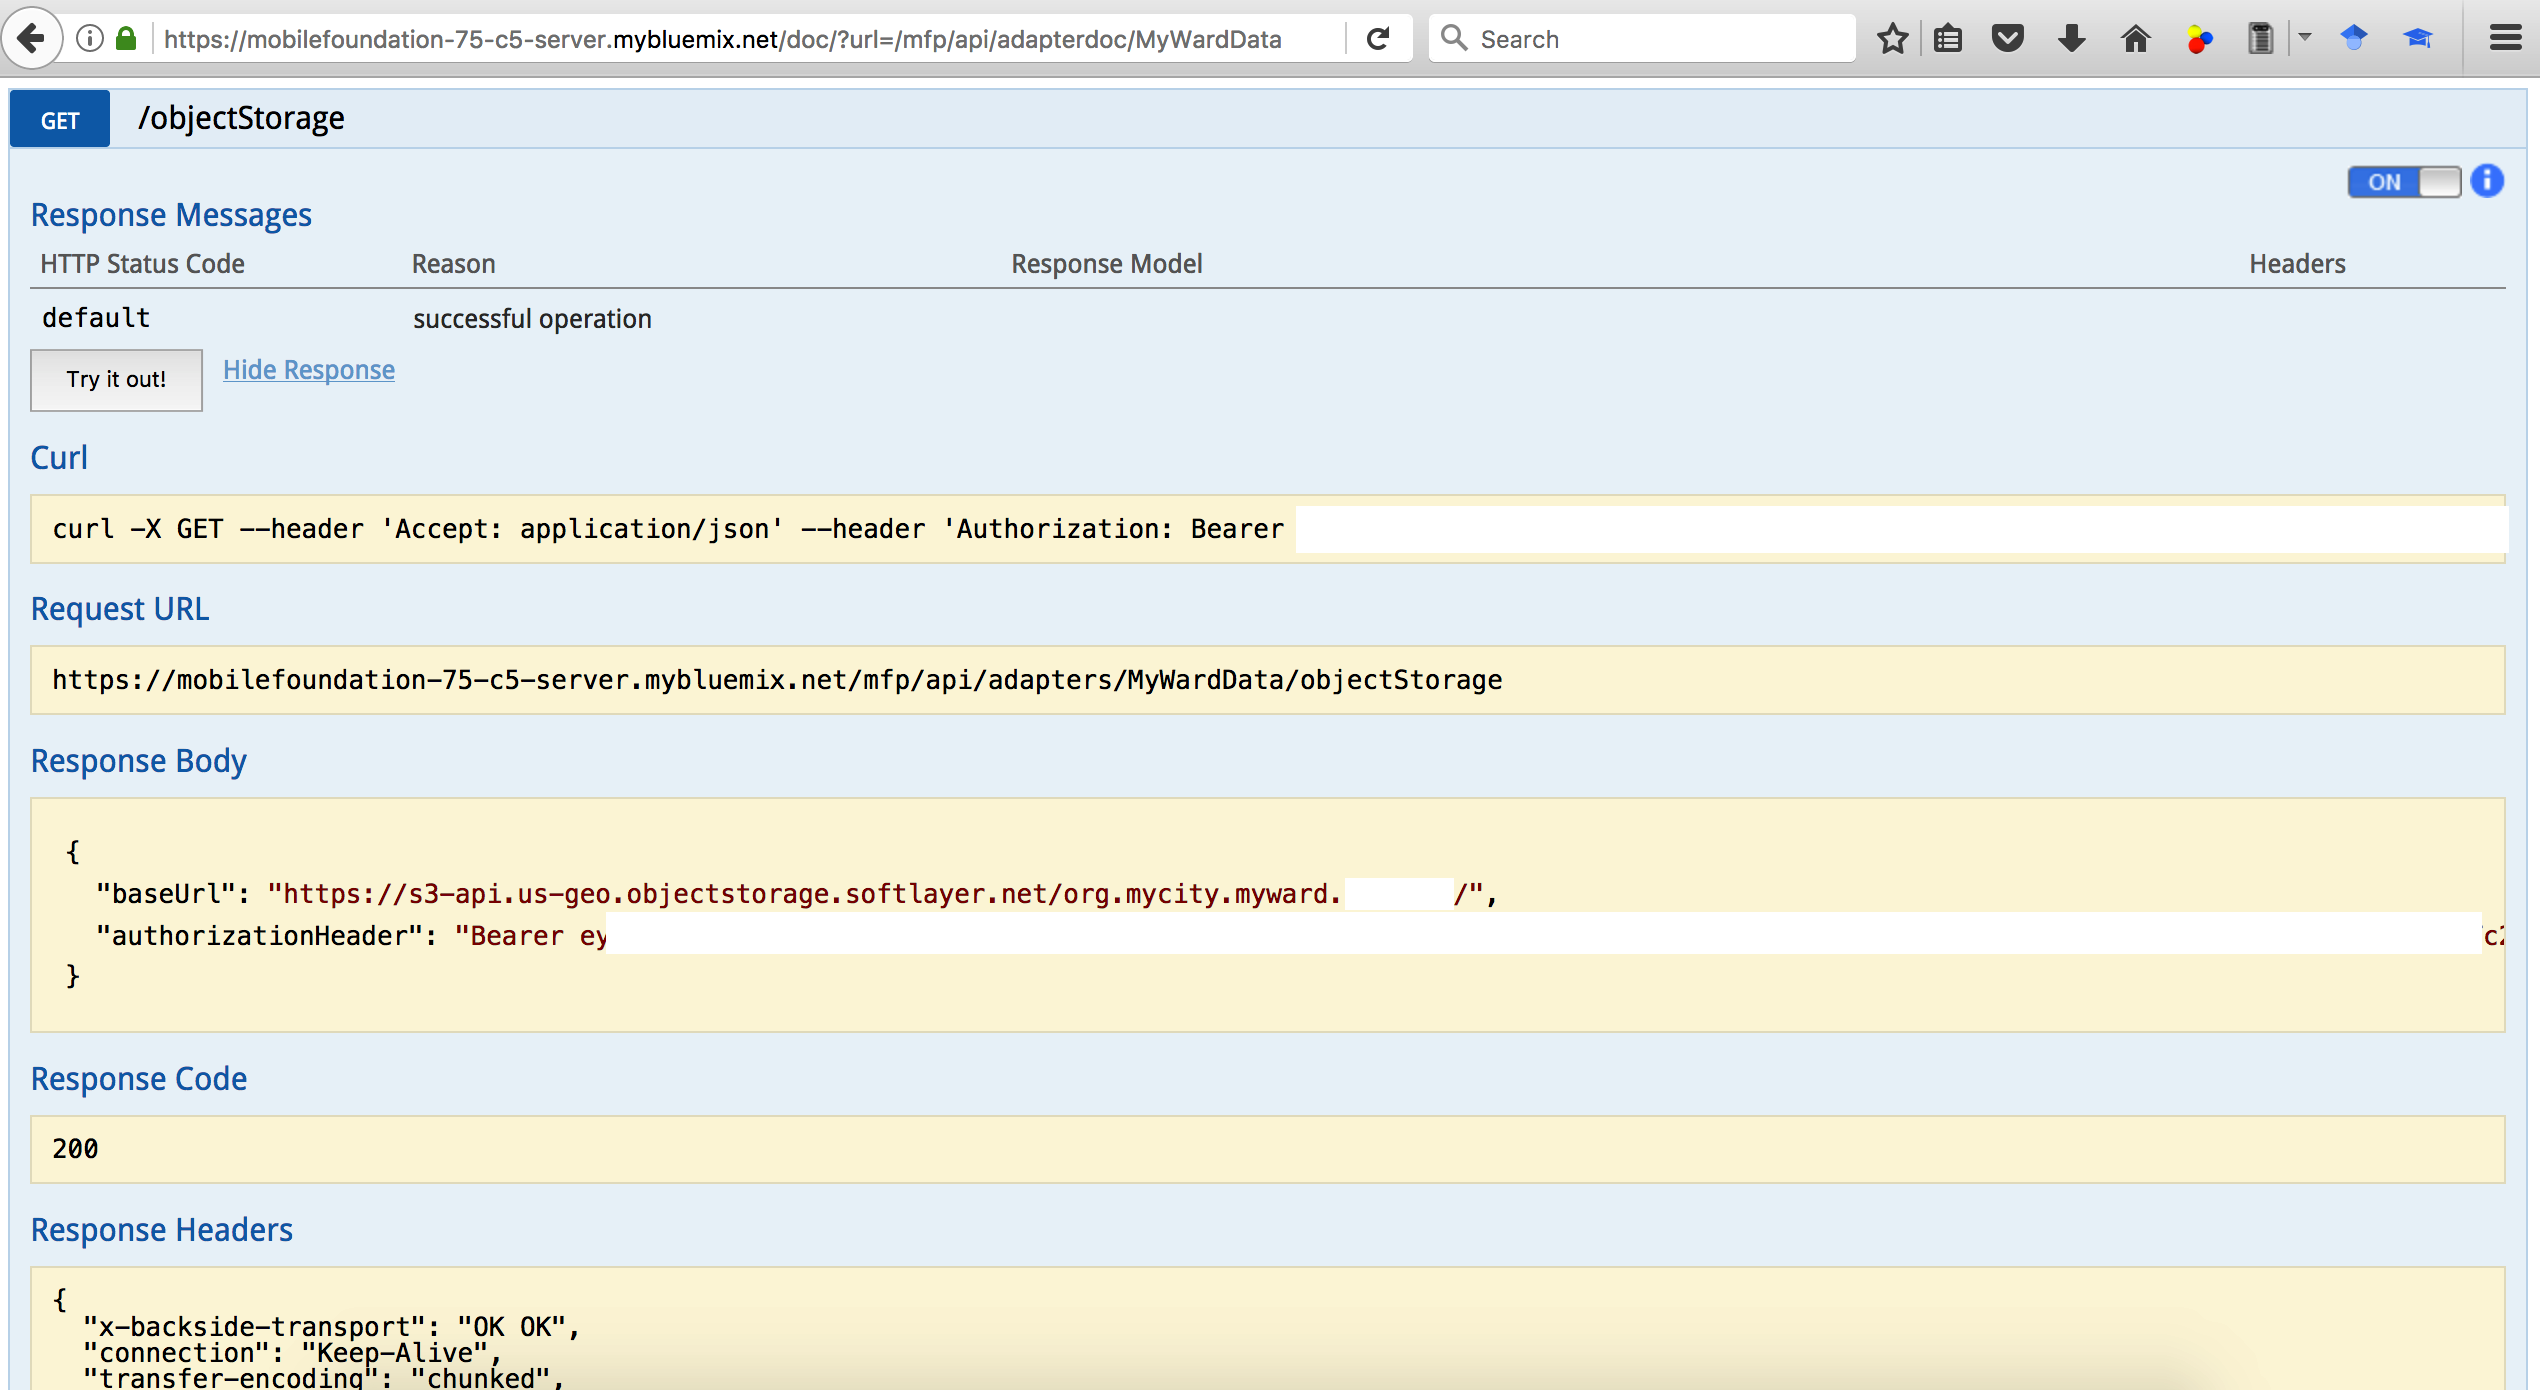 https://mobilefoundation-75-c5-server.mybluemix.net/doc/?url=/mfp/api/adapterdoc/MyWardData
Search
GET /objectStorage
ON
Response Messages
HTTP Status Code Reason Response Model Headers
default successful operation
Try it out! Hide Response
Curl
curl -X GET --header 'Accept: application/json' --header 'Authorization: Bearer
Request URL
https://mobilefoundation-75-c5-server.mybluemix.net/mfp/api/adapters/MyWardData/objectStorage
Response Body
{
"baseUrl": "https://s3-api.us-geo.objectstorage.softlayer.net/org.mycity.myward. /",
"authorizationHeader": "Bearer ey c2
}
Response Code
200
Response Headers
{
"x-backside-transport": "OK OK",
"connection": "Keep-Alive",
"transfer-encoding": "chunked",